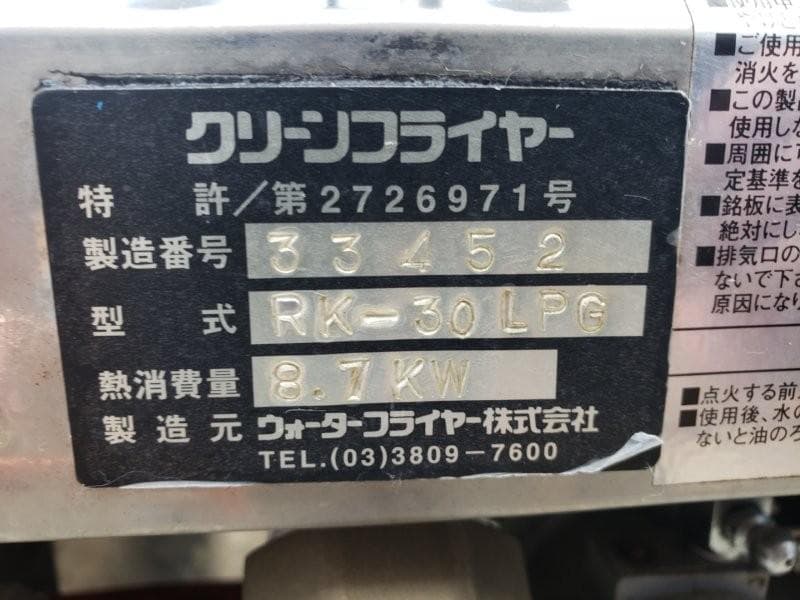 クリーンフライヤー
特 許/第2726971号
製造番号 33452
型 式 RK-30LPG
熱消費量 8.7KW
製造元 ウォーターフライヤー株式会社
TEL.(03)3809-7600
■ご使用
消火を
■この製品
使用しな
■周囲に可
定基準を
■銘板に表
絶対にし
■排気口の
ないで下さ
原因になり
■点火する前
■使用後、水の
ないと油のろ